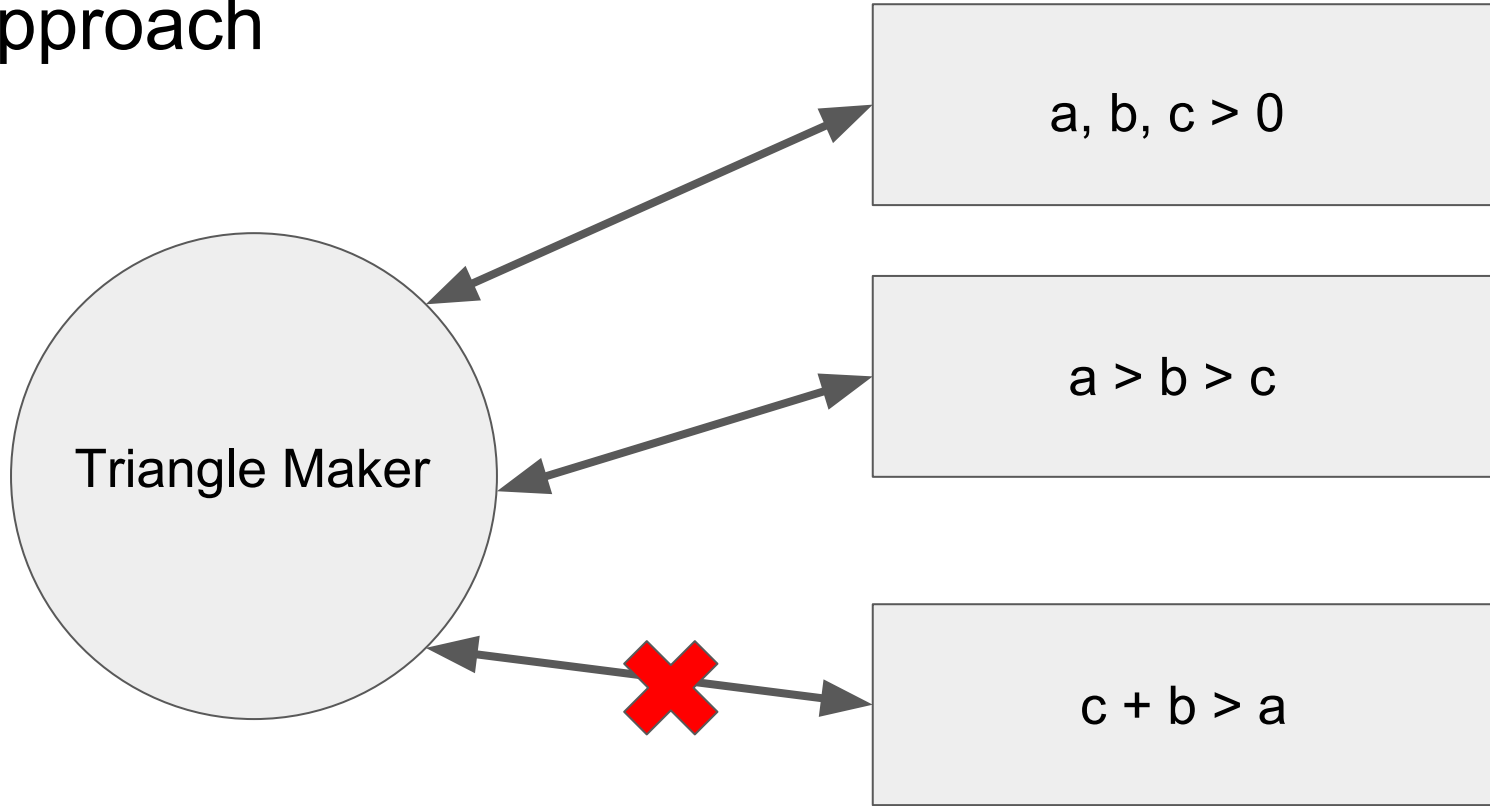 pproach
a, b, c > 0
a > b > c
Triangle Maker
c + b > a